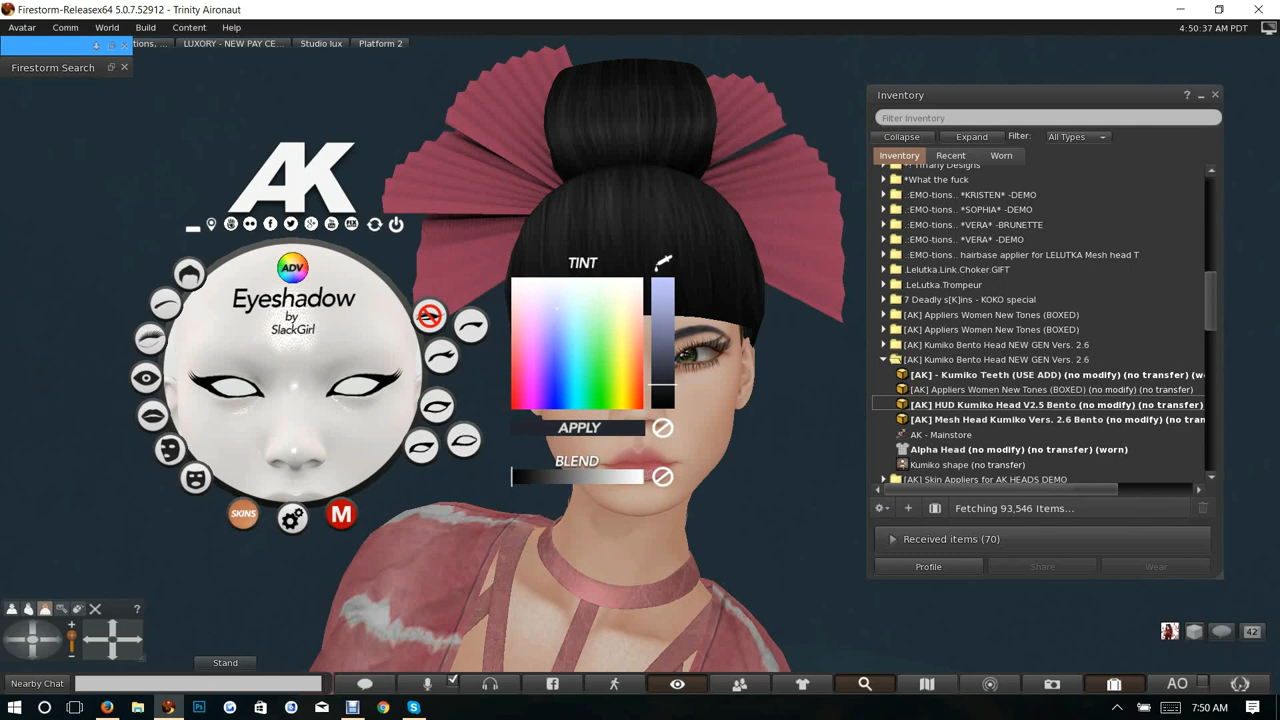 Firestorm-Releasex64 5.0.7.52912 - Trinity Aironaut
Avatar Comm World Build Content Help
4:50:37 AM PDT
tions, ... LUXORY - NEW PAY CE... Studio lux Platform 2
Firestorm Search
Inventory
Filter Inventory
Collapse Expand Filter: All Types
Inventory Recent Worn
*! Tiffany Designs
*What the fuck
.:EMO-tions.. *KRISTEN* -DEMO
.:EMO-tions.. *SOPHIA* -DEMO
.:EMO-tions.. *VERA* -BRUNETTE
.:EMO-tions.. *VERA* -DEMO
.:EMO-tions.. hairbase applier for LELUTKA Mesh head T
.Lelutka.Link.Choker.GIFT
.LeLutka.Trompeur
7 Deadly s[K]ins - KOKO special
[AK] Appliers Women New Tones (BOXED)
[AK] Appliers Women New Tones (BOXED)
[AK] Kumiko Bento Head NEW GEN Vers. 2.6
[AK] Kumiko Bento Head NEW GEN Vers. 2.6
[AK] - Kumiko Teeth (USE ADD) (no modify) (no transfer) (w
[AK] Appliers Women New Tones (BOXED) (no modify) (no transfer)
[AK] HUD Kumiko Head V2.5 Bento (no modify) (no transfer)
[AK] Mesh Head Kumiko Vers. 2.6 Bento (no modify) (no tran
AK - Mainstore
Alpha Head (no modify) (no transfer) (worn)
Kumiko shape (no transfer)
[AK] Skin Appliers for AK HEADS DEMO
Fetching 93,546 Items...
Received items (70)
Profile Share Wear
AK
ADV
Eyeshadow
by
SlackGirl
SKINS
M
TINT
APPLY
BLEND
42
Stand
Nearby Chat
AO
7:50 AM